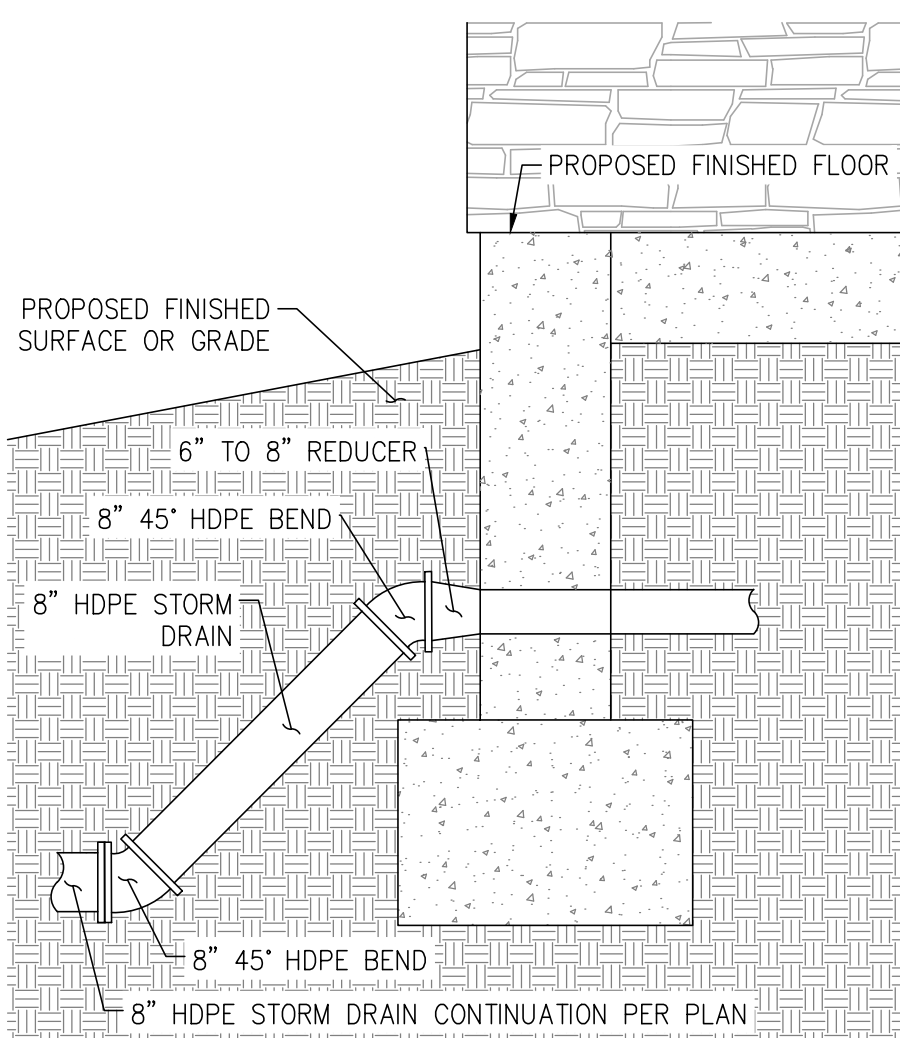 PROPOSED FINISHED FLOOR
PROPOSED FINISHED
SURFACE OR GRADE
6” TO 8” REDUCER
8” 45° HDPE BEND
8” HDPE STORM
DRAIN
8” 45° HDPE BEND
8” HDPE STORM DRAIN CONTINUATION PER PLAN